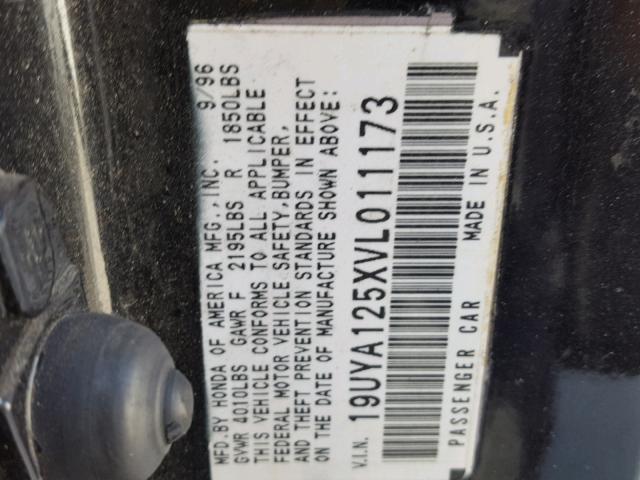 MFD.BY HONDA OF AMERICA MFG.,INC. 9/96
GVWR 4010LBS GAWR F 2195LBS R 1850LBS
THIS VEHICLE CONFORMS TO ALL APPLICABLE
FEDERAL MOTOR VEHICLE SAFETY,BUMPER,
AND THEFT PREVENTION STANDARDS IN EFFECT
ON THE DATE OF MANUFACTURE SHOWN ABOVE:
V.I.N. 19UYA125XVL011173
PASSENGER CAR MADE IN U.S.A.